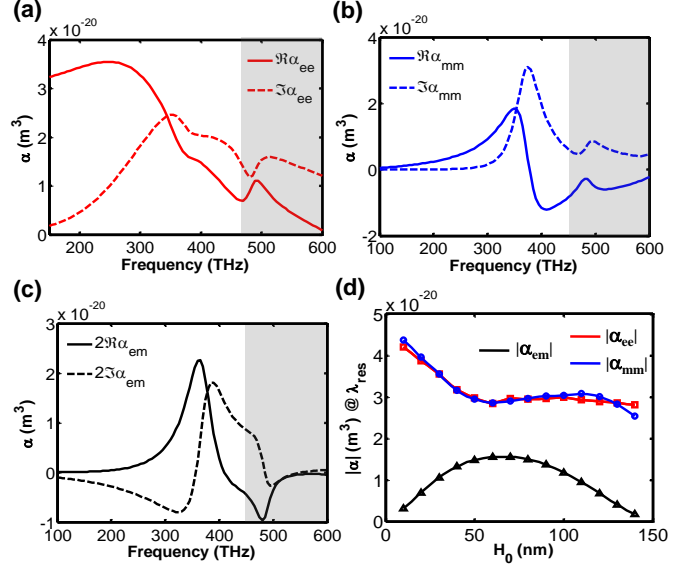 (a)
x 10⁻²⁰
4
3
2
1
0
α (m³)
ℜα_ee
ℑα_ee
200 300 400 500 600
Frequency (THz)
(b)
x 10⁻²⁰
4
2
0
-2
α (m³)
ℜα_mm
ℑα_mm
100 200 300 400 500 600
Frequency (THz)
(c)
x 10⁻²⁰
3
2
1
0
-1
α (m³)
2ℜα_em
2ℑα_em
100 200 300 400 500 600
Frequency (THz)
(d)
x 10⁻²⁰
5
4
3
2
1
0
|α| (m³) @ λ_res
|α_em|
|α_ee|
|α_mm|
0 50 100 150
H₀ (nm)